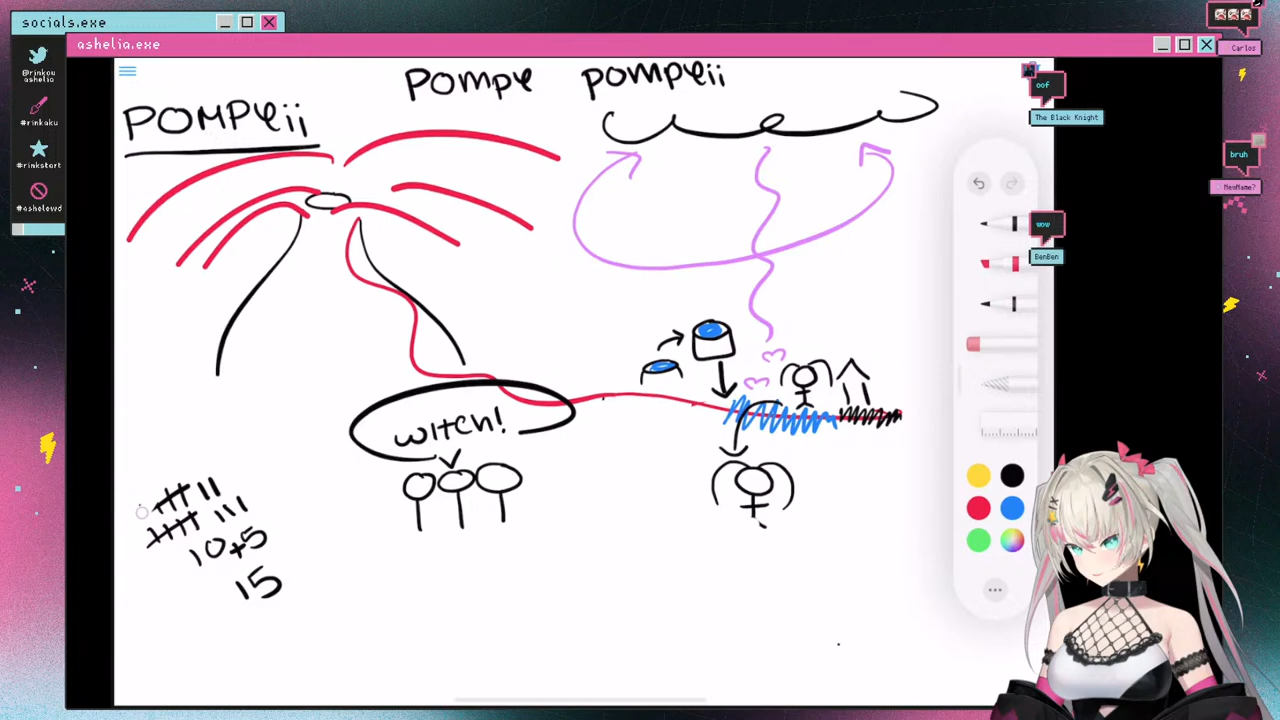 socials.exe
ashelia.exe
@rinkou
ashelia
#rinkaku
#rinkstart
#ashelewd
POMPEii
POMPE
POMPEii
WITCH!
10+5
15
Carlos
oof
The Black Knight
bruh
NewName?
wow
BenBen